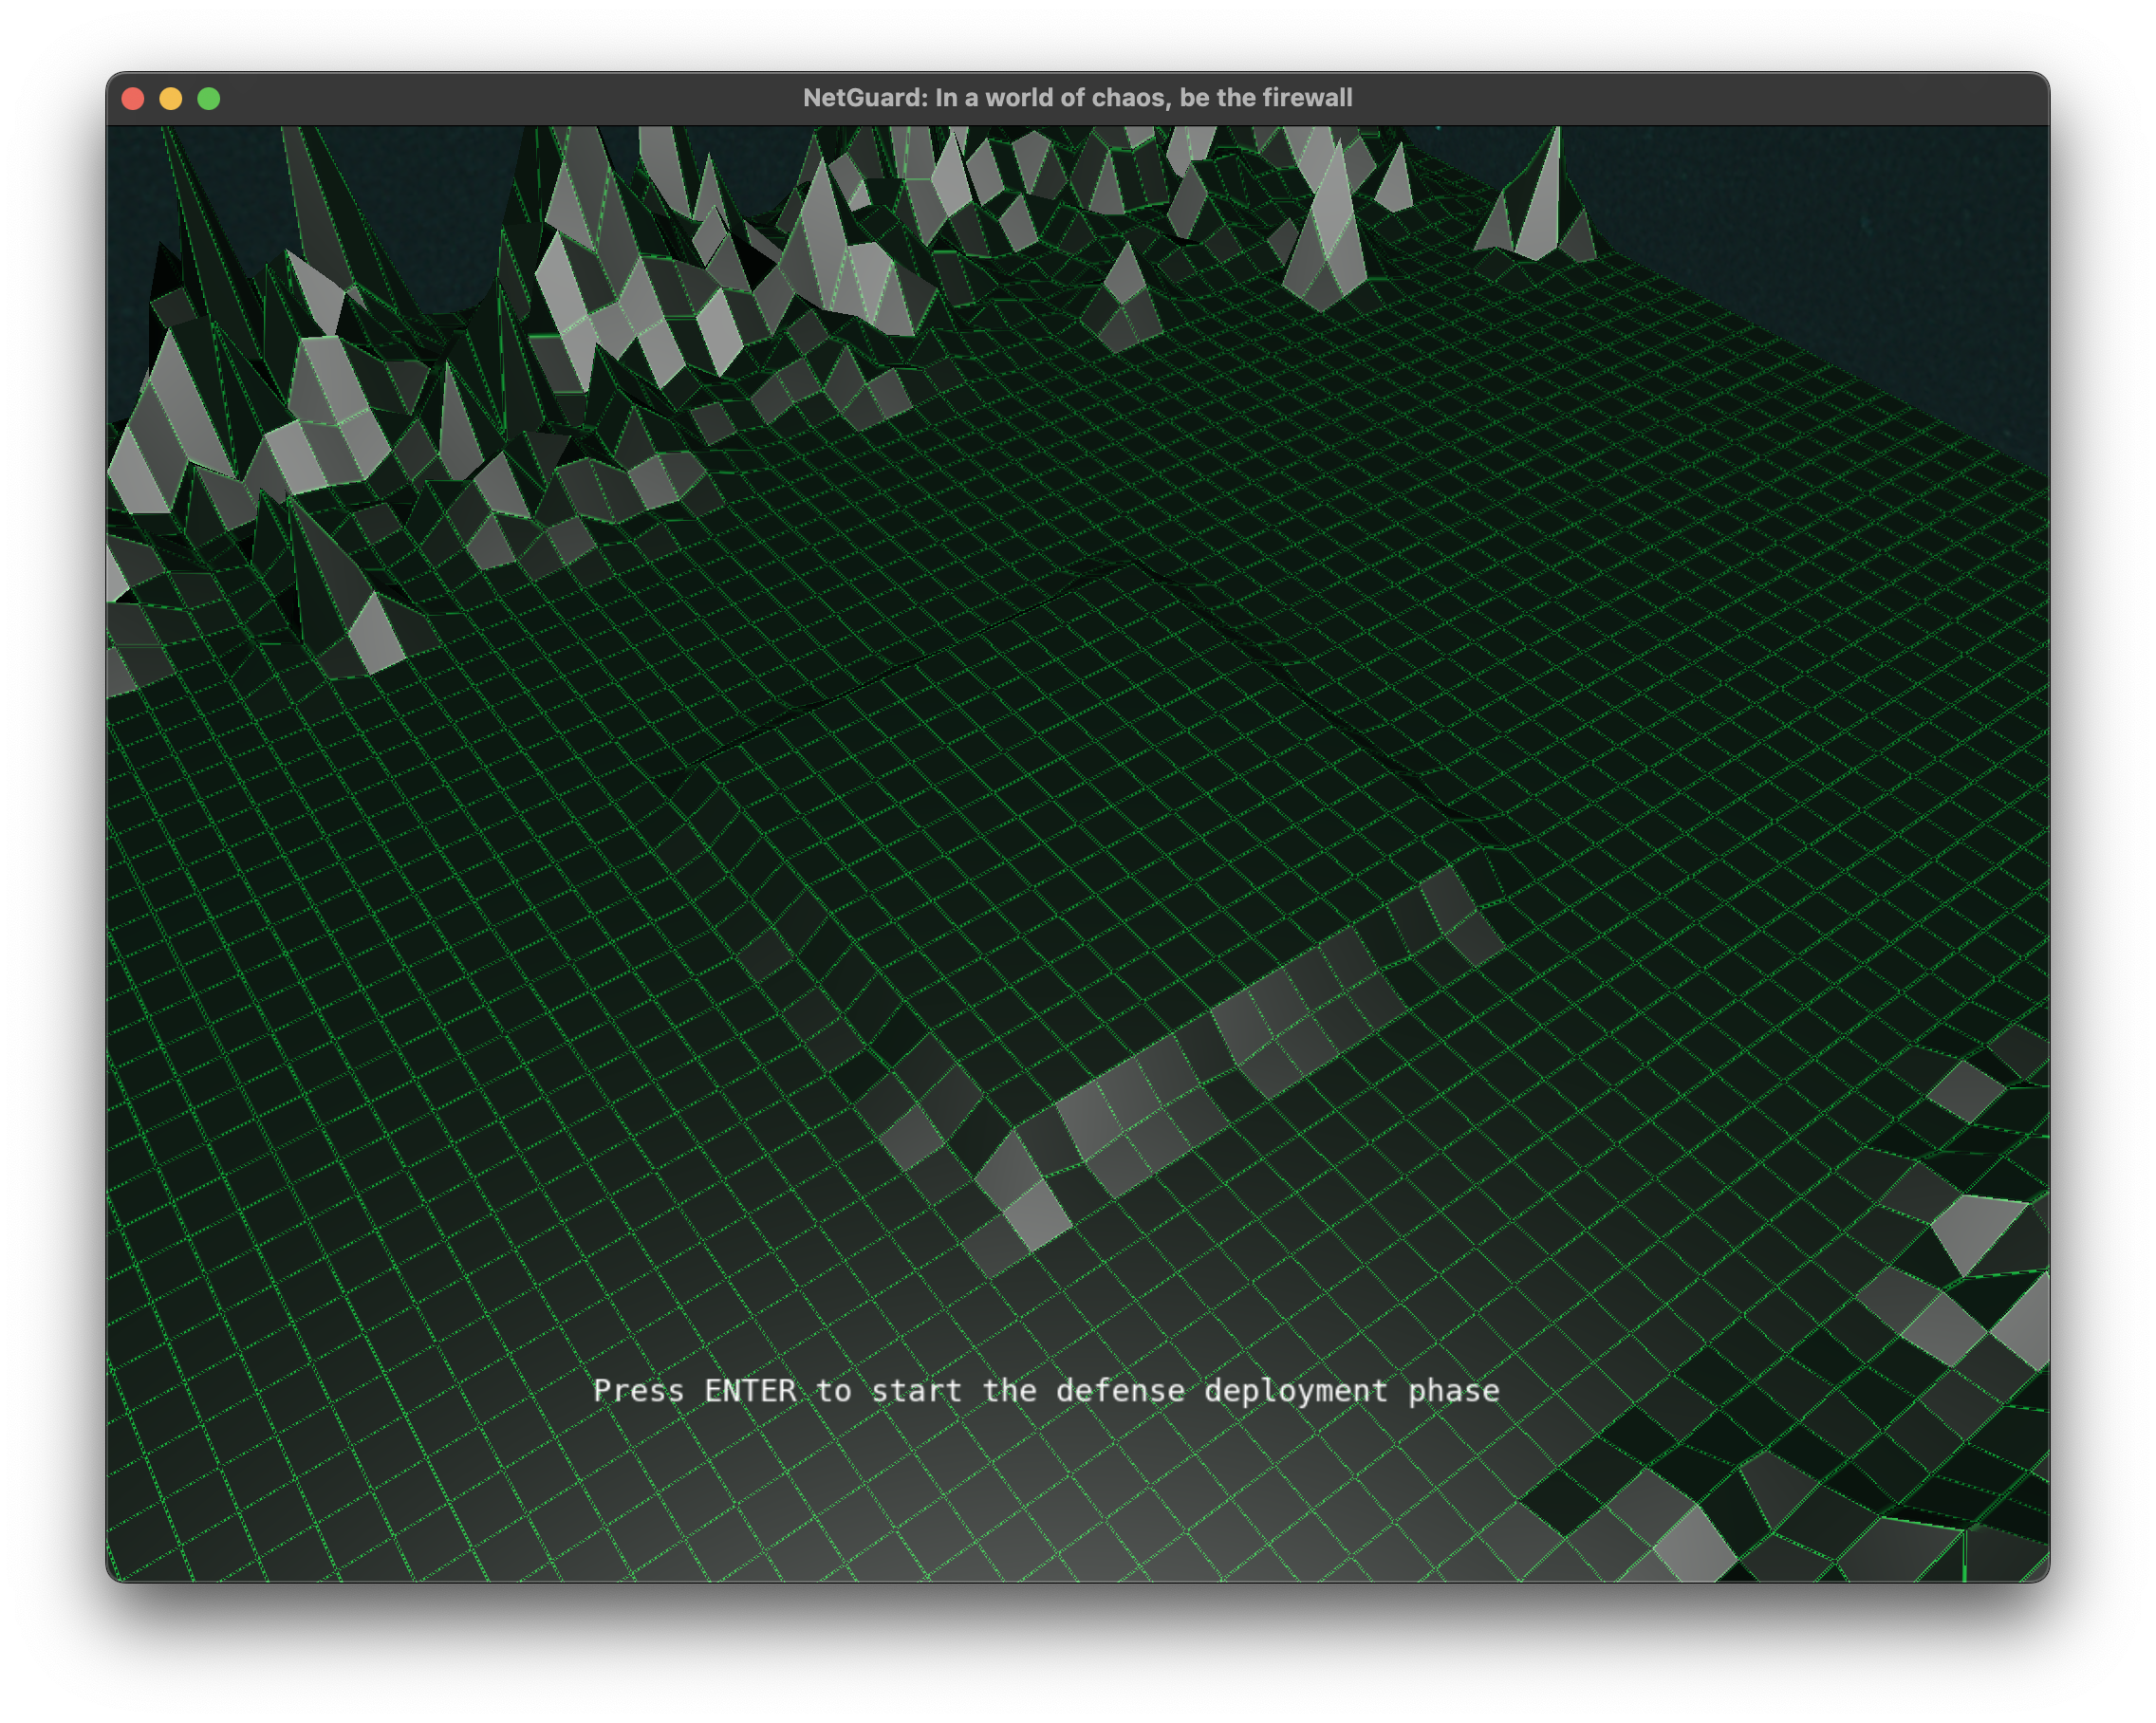 NetGuard: In a world of chaos, be the firewall
Press ENTER to start the defense deployment phase